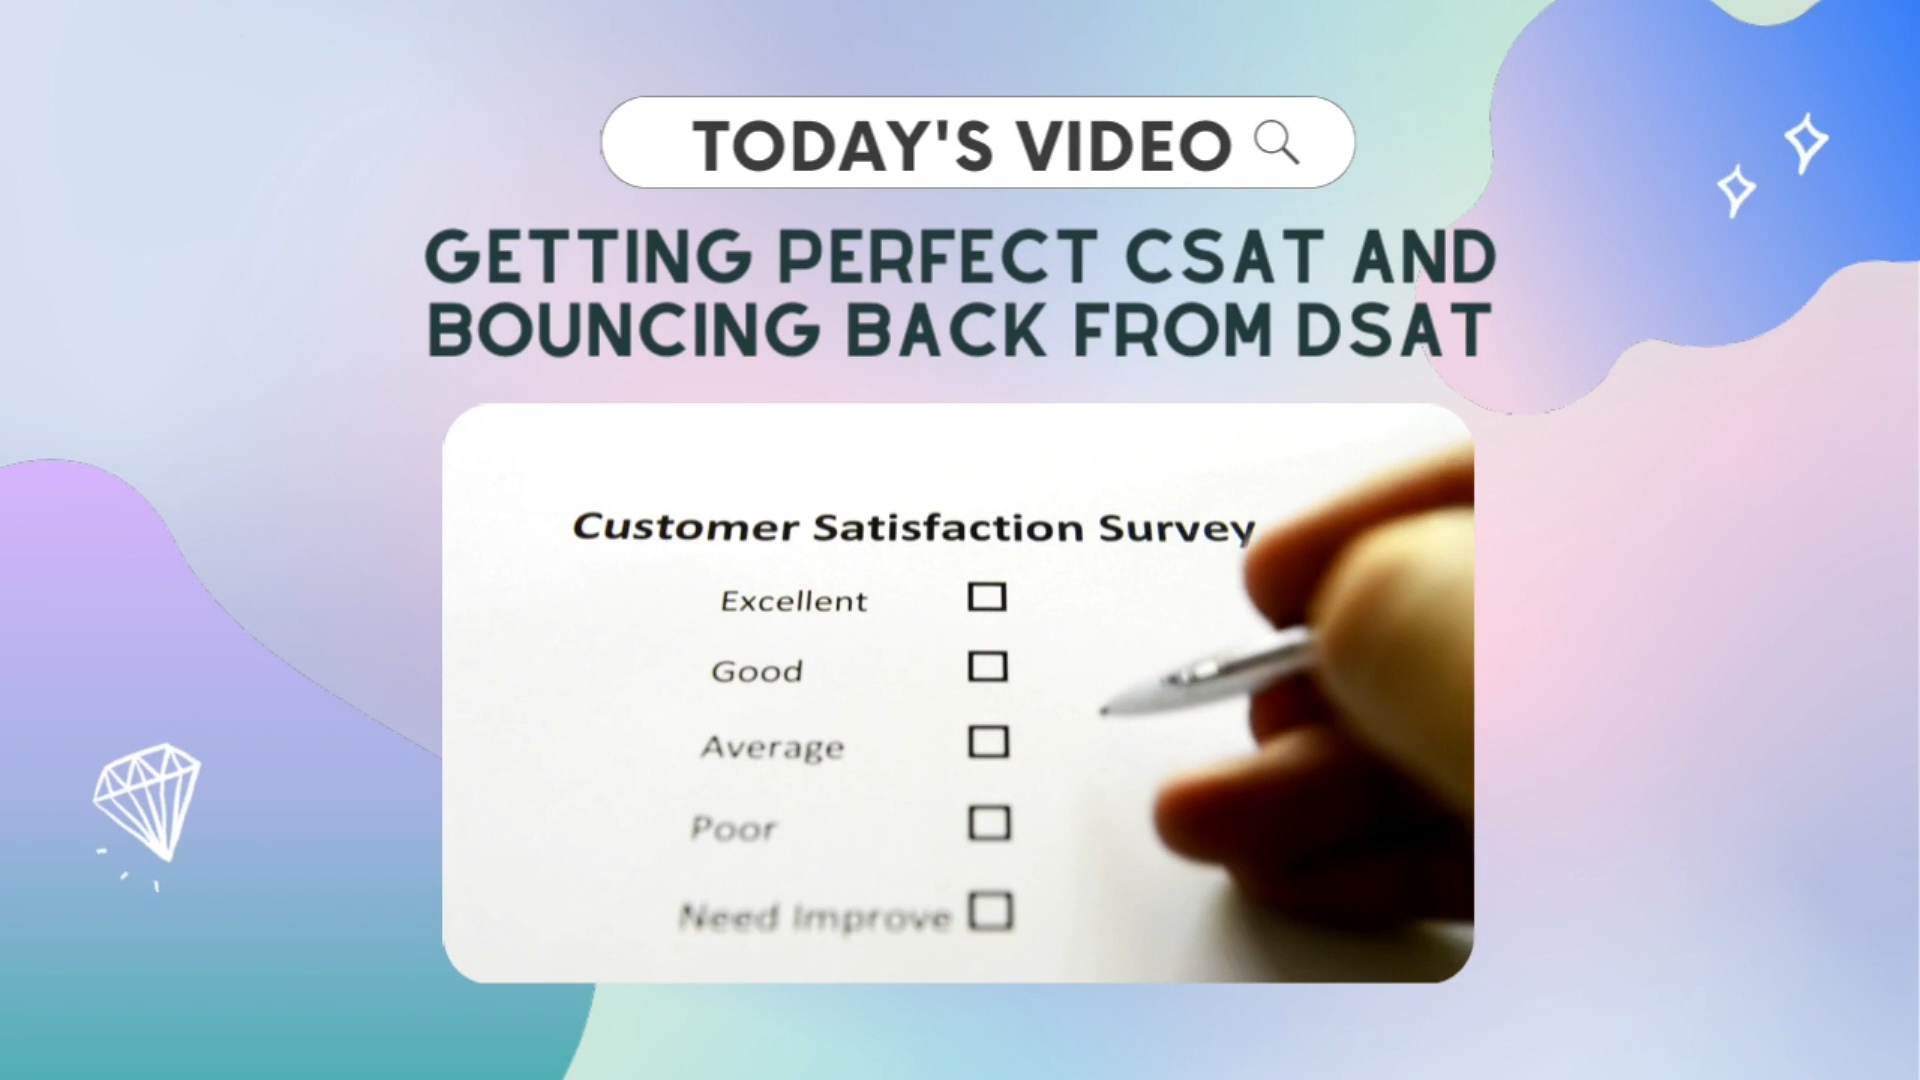 TODAY'S VIDEO
GETTING PERFECT CSAT AND
BOUNCING BACK FROM DSAT
Customer Satisfaction Survey
Excellent
Good
Average
Poor
Need Improve